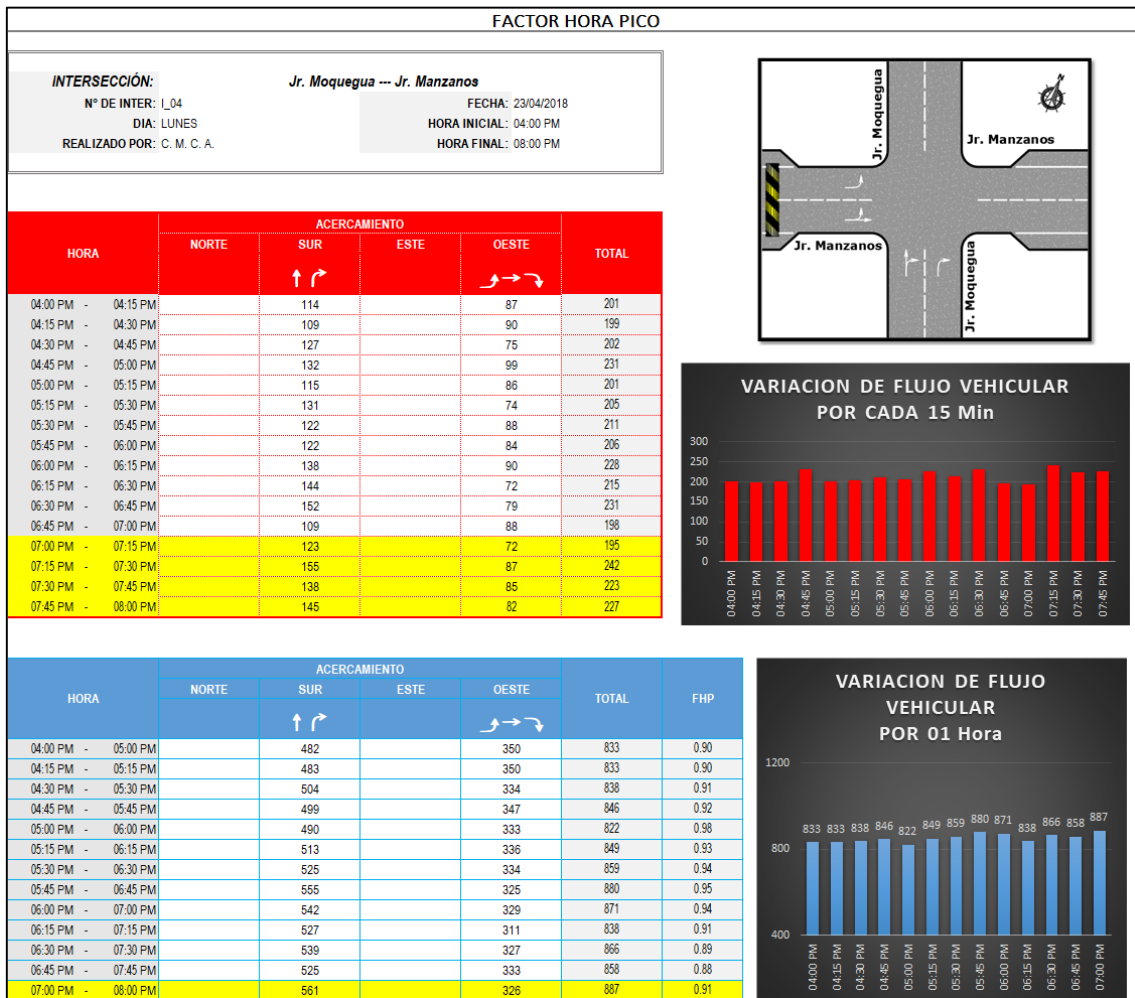 FACTOR HORA PICO
INTERSECCIÓN: Jr. Moquegua --- Jr. Manzanos
Nº DE INTER: I_04 FECHA: 23/04/2018
DIA: LUNES HORA INICIAL: 04:00 PM
REALIZADO POR: C. M. C. A. HORA FINAL: 08:00 PM
Jr. Moquegua
Jr. Manzanos
Jr. Manzanos
Jr. Moquegua
HORA ACERCAMIENTO TOTAL
NORTE SUR ESTE OESTE
04:00 PM - 04:15 PM 114 87 201
04:15 PM - 04:30 PM 109 90 199
04:30 PM - 04:45 PM 127 75 202
04:45 PM - 05:00 PM 132 99 231
05:00 PM - 05:15 PM 115 86 201
05:15 PM - 05:30 PM 131 74 205
05:30 PM - 05:45 PM 122 88 211
05:45 PM - 06:00 PM 122 84 206
06:00 PM - 06:15 PM 138 90 228
06:15 PM - 06:30 PM 144 72 215
06:30 PM - 06:45 PM 152 79 231
06:45 PM - 07:00 PM 109 88 198
07:00 PM - 07:15 PM 123 72 195
07:15 PM - 07:30 PM 155 87 242
07:30 PM - 07:45 PM 138 85 223
07:45 PM - 08:00 PM 145 82 227
VARIACION DE FLUJO VEHICULAR
POR CADA 15 Min
300
250
200
150
100
50
0
04:00 PM 04:15 PM 04:30 PM 04:45 PM 05:00 PM 05:15 PM 05:30 PM 05:45 PM 06:00 PM 06:15 PM 06:30 PM 06:45 PM 07:00 PM 07:15 PM 07:30 PM 07:45 PM
HORA ACERCAMIENTO TOTAL FHP
NORTE SUR ESTE OESTE
04:00 PM - 05:00 PM 482 350 833 0.90
04:15 PM - 05:15 PM 483 350 833 0.90
04:30 PM - 05:30 PM 504 334 838 0.91
04:45 PM - 05:45 PM 499 347 846 0.92
05:00 PM - 06:00 PM 490 333 822 0.98
05:15 PM - 06:15 PM 513 336 849 0.93
05:30 PM - 06:30 PM 525 334 859 0.94
05:45 PM - 06:45 PM 555 325 880 0.95
06:00 PM - 07:00 PM 542 329 871 0.94
06:15 PM - 07:15 PM 527 311 838 0.91
06:30 PM - 07:30 PM 539 327 866 0.89
06:45 PM - 07:45 PM 525 333 858 0.88
07:00 PM - 08:00 PM 561 326 887 0.91
VARIACION DE FLUJO
VEHICULAR
POR 01 Hora
1200
800
400
833 833 838 846 822 849 859 880 871 838 866 858 887
04:00 PM 04:15 PM 04:30 PM 04:45 PM 05:00 PM 05:15 PM 05:30 PM 05:45 PM 06:00 PM 06:15 PM 06:30 PM 06:45 PM 07:00 PM